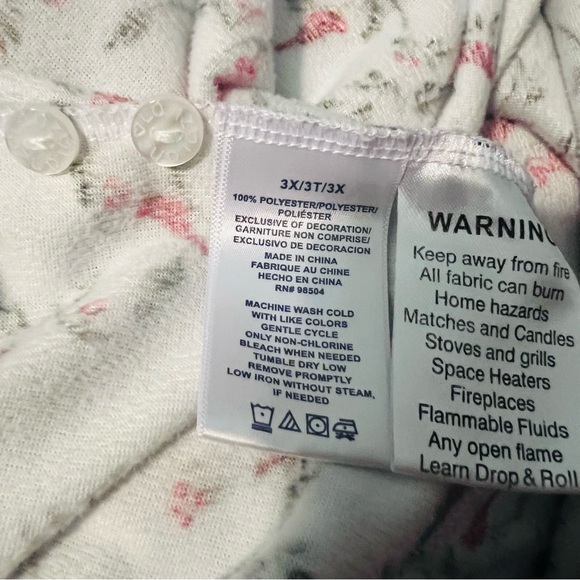 3X/3T/3X
100% POLYESTER/POLYESTER/
POLIÉSTER
EXCLUSIVE OF DECORATION/
GARNITURE NON COMPRISE/
EXCLUSIVO DE DECORACION
MADE IN CHINA
FABRIQUE AU CHINE
HECHO EN CHINA
RN# 98504
MACHINE WASH COLD
WITH LIKE COLORS
GENTLE CYCLE
ONLY NON-CHLORINE
BLEACH WHEN NEEDED
TUMBLE DRY LOW
REMOVE PROMPTLY
LOW IRON WITHOUT STEAM,
IF NEEDED
WARNING
Keep away from fire
All fabric can burn
Home hazards
Matches and Candles
Stoves and grills
Space Heaters
Fireplaces
Flammable Fluids
Any open flame
Learn Drop & Roll